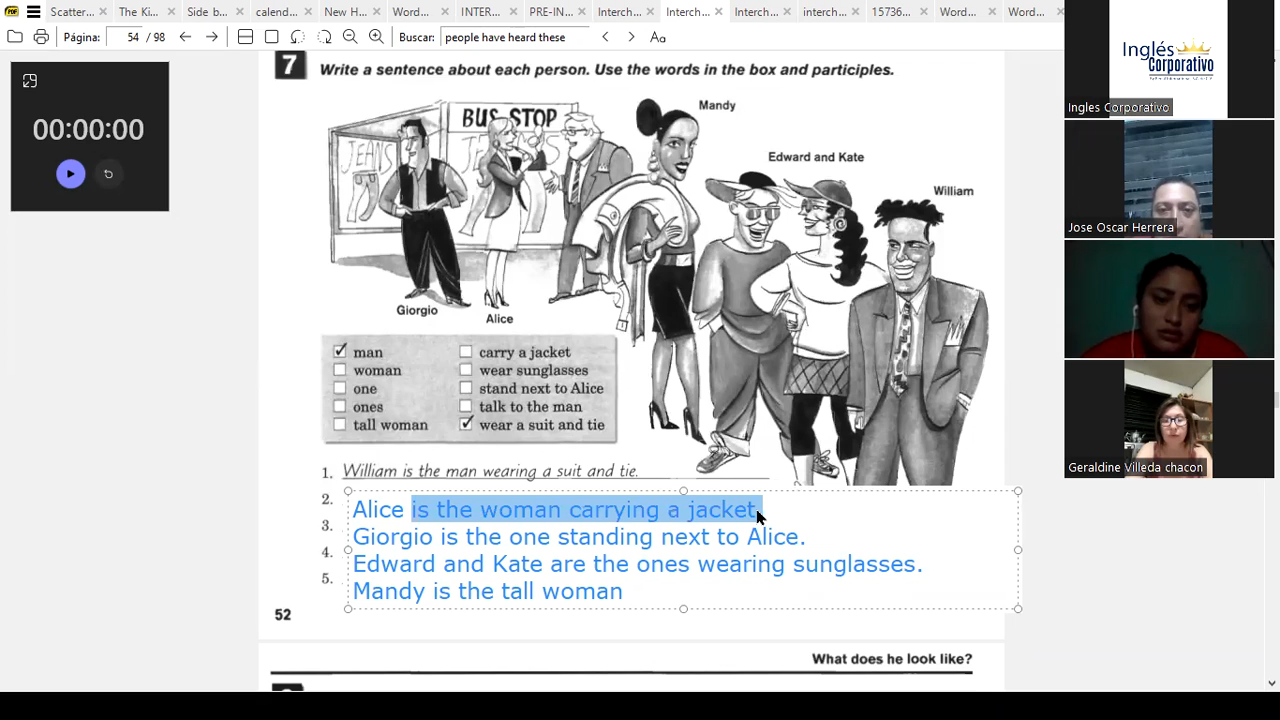 Scatter...
The Ki...
Side b...
calend...
New H...
Word...
INTER...
PRE-IN...
Interch...
Interch...
Interch...
interch...
15736...
Word...
Word...
Página: 54 / 98
Buscar: people have heard these
Aa
00:00:00
7 Write a sentence about each person. Use the words in the box and participles.
BUS STOP
JEANS
Mandy
Edward and Kate
William
Giorgio
Alice
man
woman
one
ones
tall woman
carry a jacket
wear sunglasses
stand next to Alice
talk to the man
wear a suit and tie
1. William is the man wearing a suit and tie.
2. Alice is the woman carrying a jacket.
3. Giorgio is the one standing next to Alice.
4. Edward and Kate are the ones wearing sunglasses.
5. Mandy is the tall woman
52
What does he look like?
Inglés
Corporativo
Ingles Corporativo
Jose Oscar Herrera
Geraldine Villeda chacon